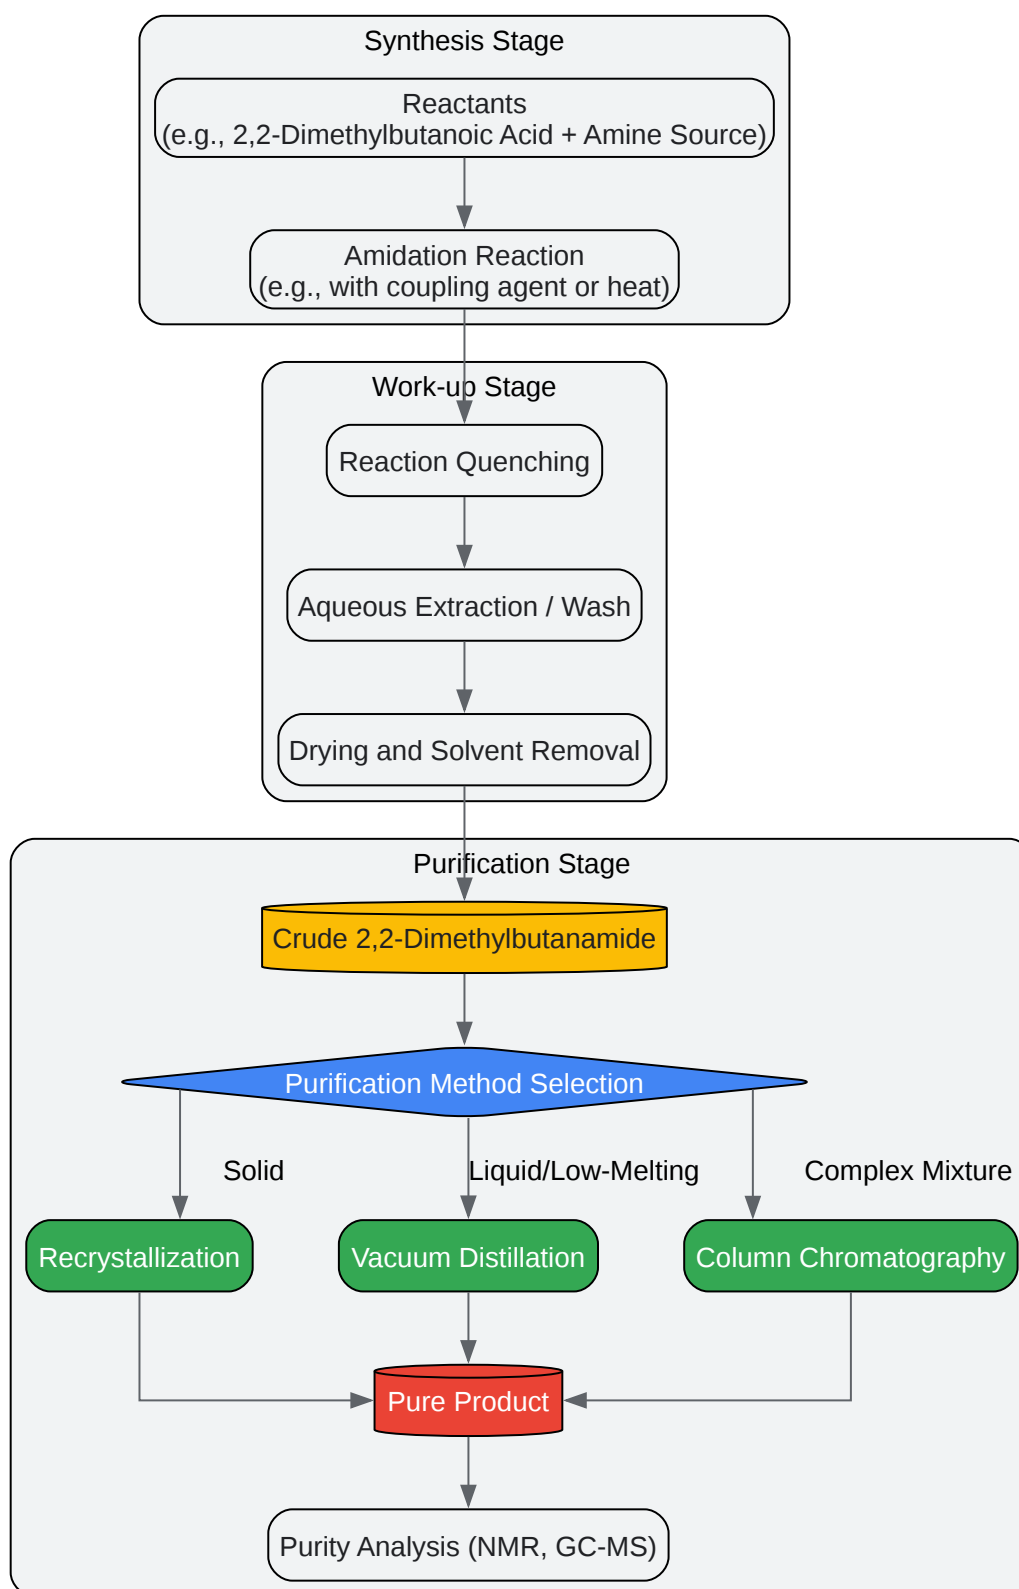 Synthesis Stage
Reactants
(e.g., 2,2-Dimethylbutanoic Acid + Amine Source)
Amidation Reaction
(e.g., with coupling agent or heat)
Work-up Stage
Reaction Quenching
Aqueous Extraction / Wash
Drying and Solvent Removal
Purification Stage
Crude 2,2-Dimethylbutanamide
Purification Method Selection
Solid
Liquid/Low-Melting
Complex Mixture
Recrystallization
Vacuum Distillation
Column Chromatography
Pure Product
Purity Analysis (NMR, GC-MS)